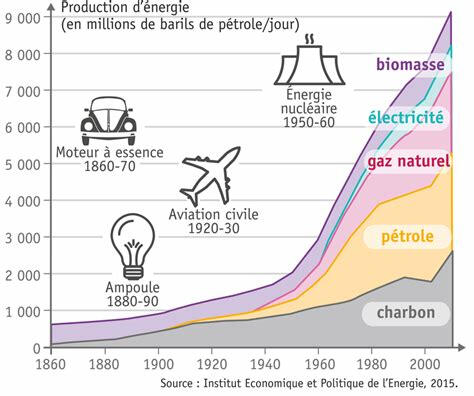 Production d'énergie
(en millions de barils de pétrole/jour)
9 000
8 000
7 000
6 000
5 000
4 000
3 000
2 000
1 000
0
Moteur à essence
1860-70
Ampoule
1880-90
Aviation civile
1920-30
Énergie
nucléaire
1950-60
biomasse
électricité
gaz naturel
pétrole
charbon
1860
1880
1900
1920
1940
1960
1980
2000
Source : Institut Economique et Politique de l'Energie, 2015.